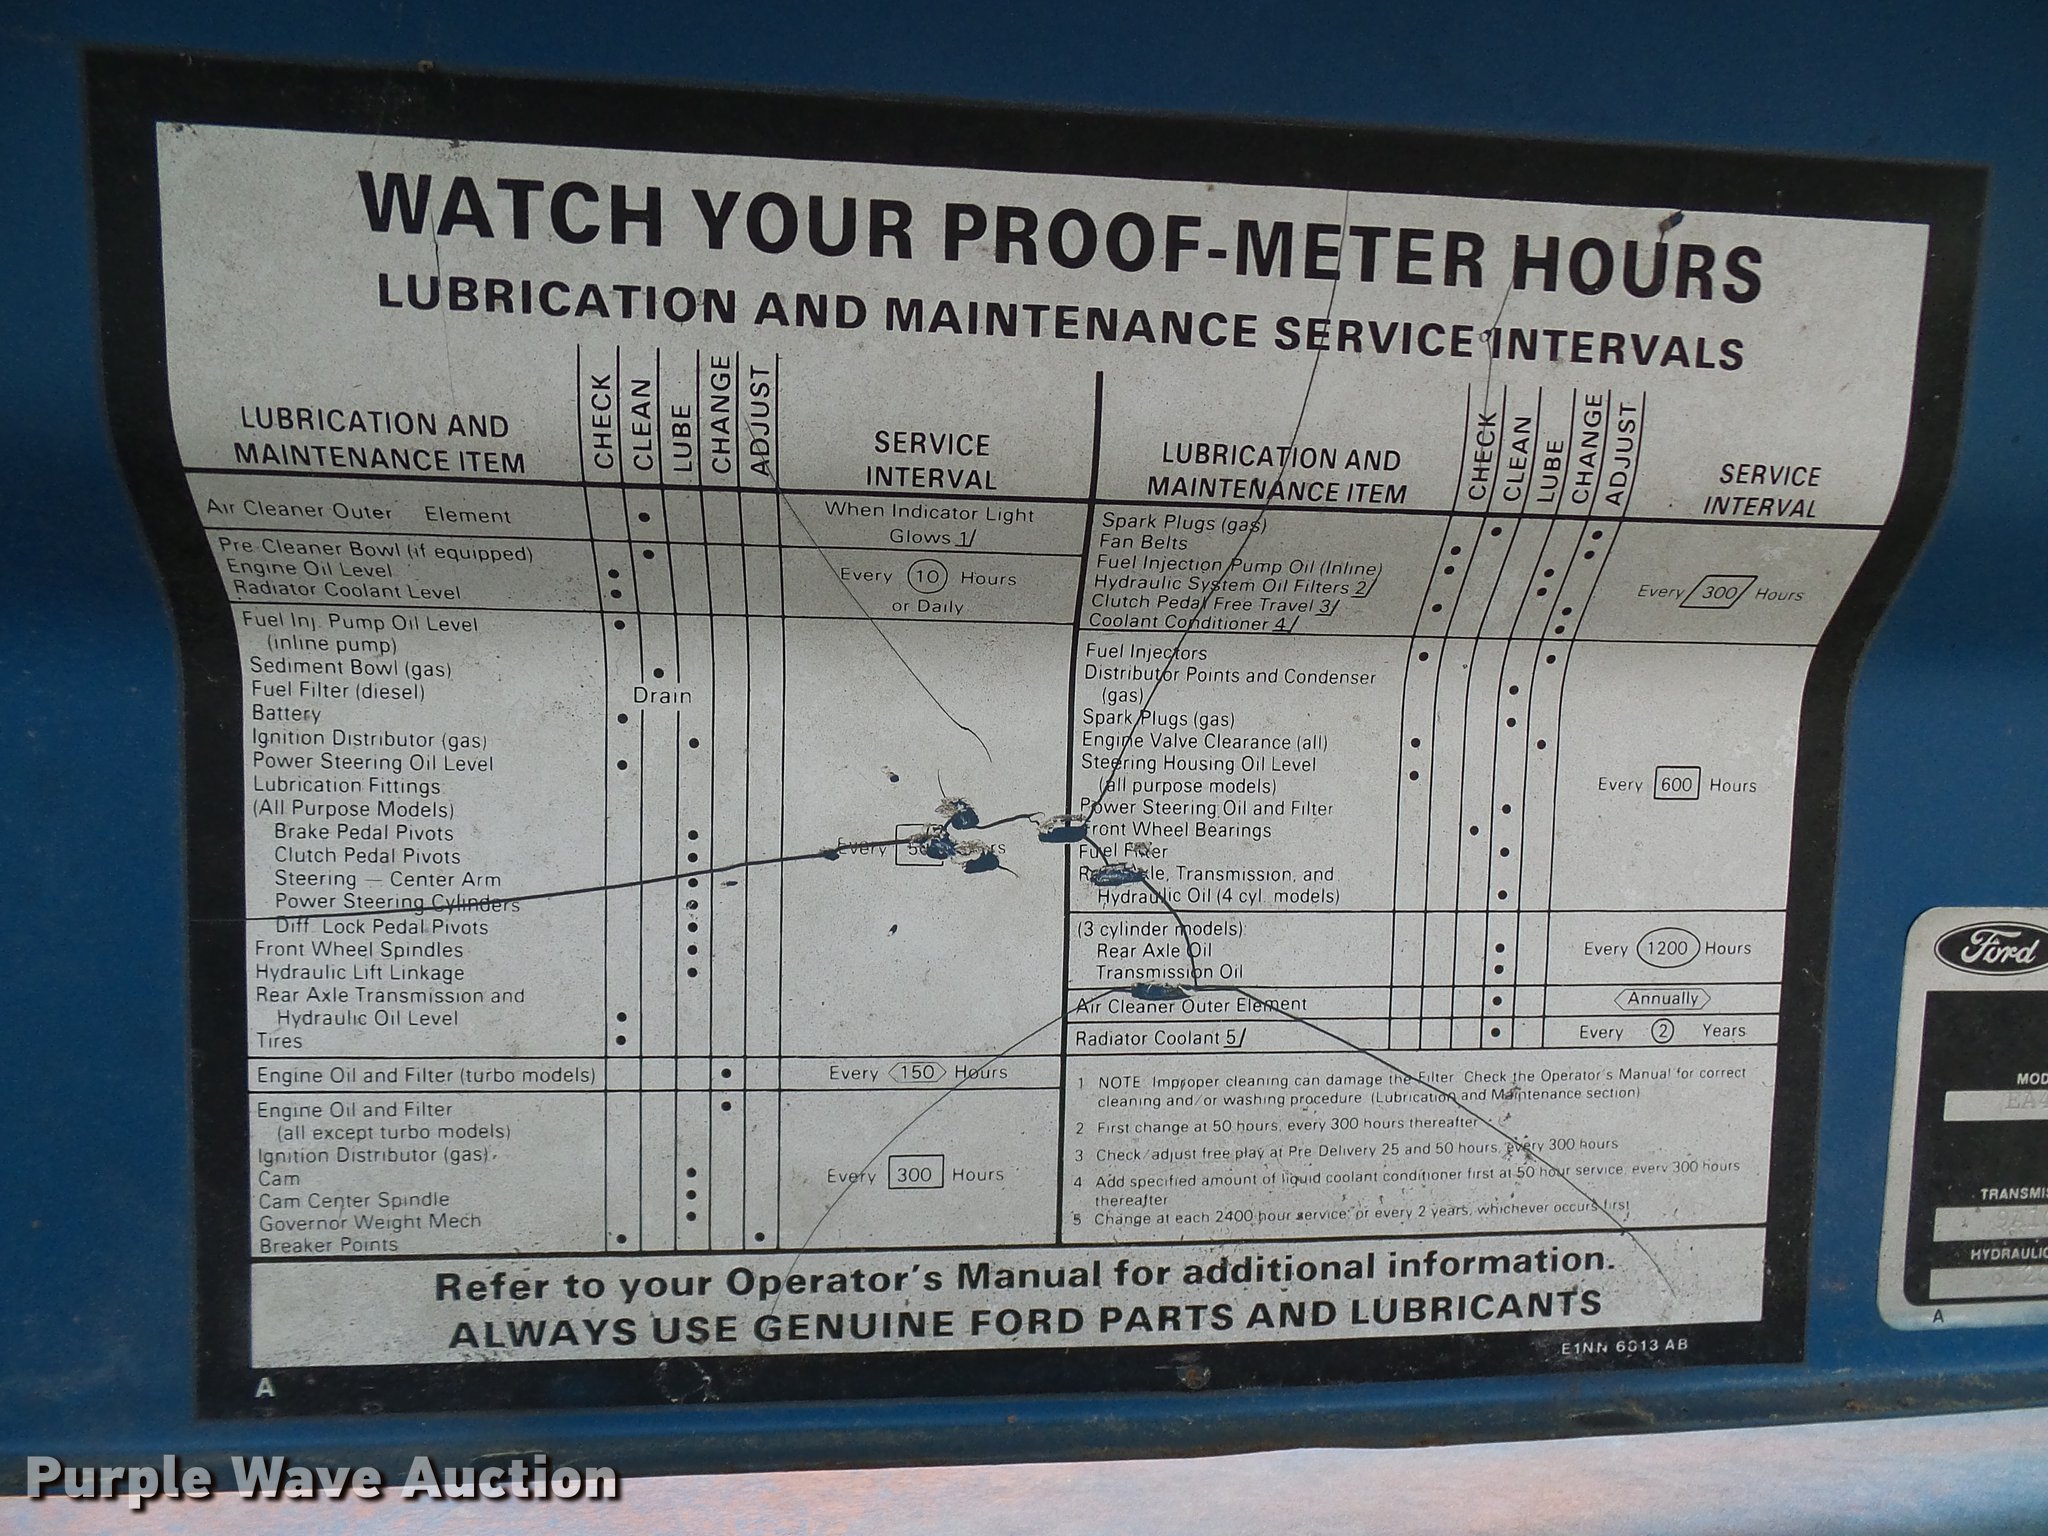 WATCH YOUR PROOF-METER HOURS
LUBRICATION AND MAINTENANCE SERVICE INTERVALS
LUBRICATION AND
MAINTENANCE ITEM
CHECK
CLEAN
LUBE
CHANGE
ADJUST
SERVICE
INTERVAL
Air Cleaner Outer Element
When Indicator Light
Glows 1/
Pre-Cleaner Bowl (if equipped)
Engine Oil Level
Radiator Coolant Level
Every 10 Hours
or Daily
Fuel Inj. Pump Oil Level
(inline pump)
Sediment Bowl (gas)
Fuel Filter (diesel) Drain
Battery
Ignition Distributor (gas)
Power Steering Oil Level
Lubrication Fittings
(All Purpose Models)
Brake Pedal Pivots
Clutch Pedal Pivots
Steering — Center Arm
Power Steering Cylinders
Diff. Lock Pedal Pivots
Front Wheel Spindles
Hydraulic Lift Linkage
Rear Axle Transmission and
Hydraulic Oil Level
Tires
Every
Engine Oil and Filter (turbo models)
Every 150 Hours
Engine Oil and Filter
(all except turbo models)
Ignition Distributor (gas)
Cam
Cam Center Spindle
Governor Weight Mech
Breaker Points
Every 300 Hours
LUBRICATION AND
MAINTENANCE ITEM
CHECK
CLEAN
LUBE
CHANGE
ADJUST
SERVICE
INTERVAL
Spark Plugs (gas)
Fan Belts
Fuel Injection Pump Oil (Inline)
Hydraulic System Oil Filters 2/
Clutch Pedal Free Travel 3/
Coolant Conditioner 4/
Every 300 Hours
Fuel Injectors
Distributor Points and Condenser
(gas)
Spark Plugs (gas)
Engine Valve Clearance (all)
Steering Housing Oil Level
(all purpose models)
Power Steering Oil and Filter
Front Wheel Bearings
Fuel Filter
Transmission, and
Hydraulic Oil (4 cyl. models)
Every 600 Hours
(3 cylinder models)
Rear Axle Oil
Transmission Oil
Every 1200 Hours
Air Cleaner Outer Element
Annually
Radiator Coolant 5/
Every 2 Years
1 NOTE: Improper cleaning can damage the Filter. Check the Operator's Manual for correct
cleaning and/or washing procedure (Lubrication and Maintenance section)
2 First change at 50 hours, every 300 hours thereafter
3 Check/adjust free play at Pre Delivery 25 and 50 hours, every 300 hours
4 Add specified amount of liquid coolant conditioner first at 50 hour service, every 300 hours
thereafter
5 Change at each 2400 hour service or every 2 years, whichever occurs first
Refer to your Operator's Manual for additional information.
ALWAYS USE GENUINE FORD PARTS AND LUBRICANTS
E1NN 6013 AB
A
Ford
A
Purple Wave Auction